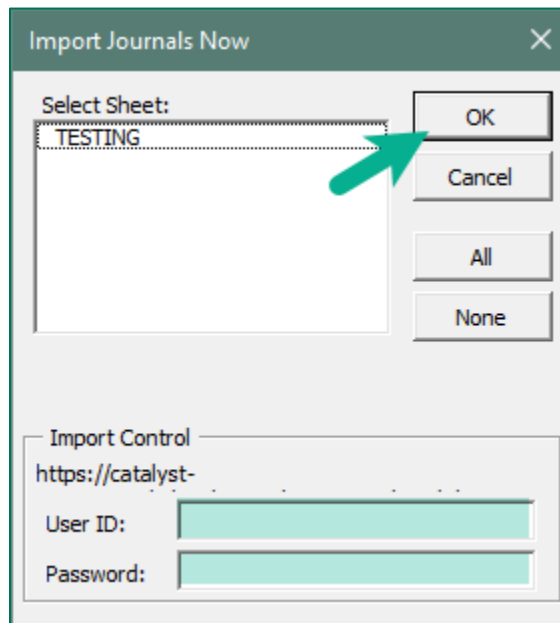 Import Journals Now
Select Sheet:
TESTING
OK
Cancel
All
None
Import Control
https://catalyst-
User ID:
Password: